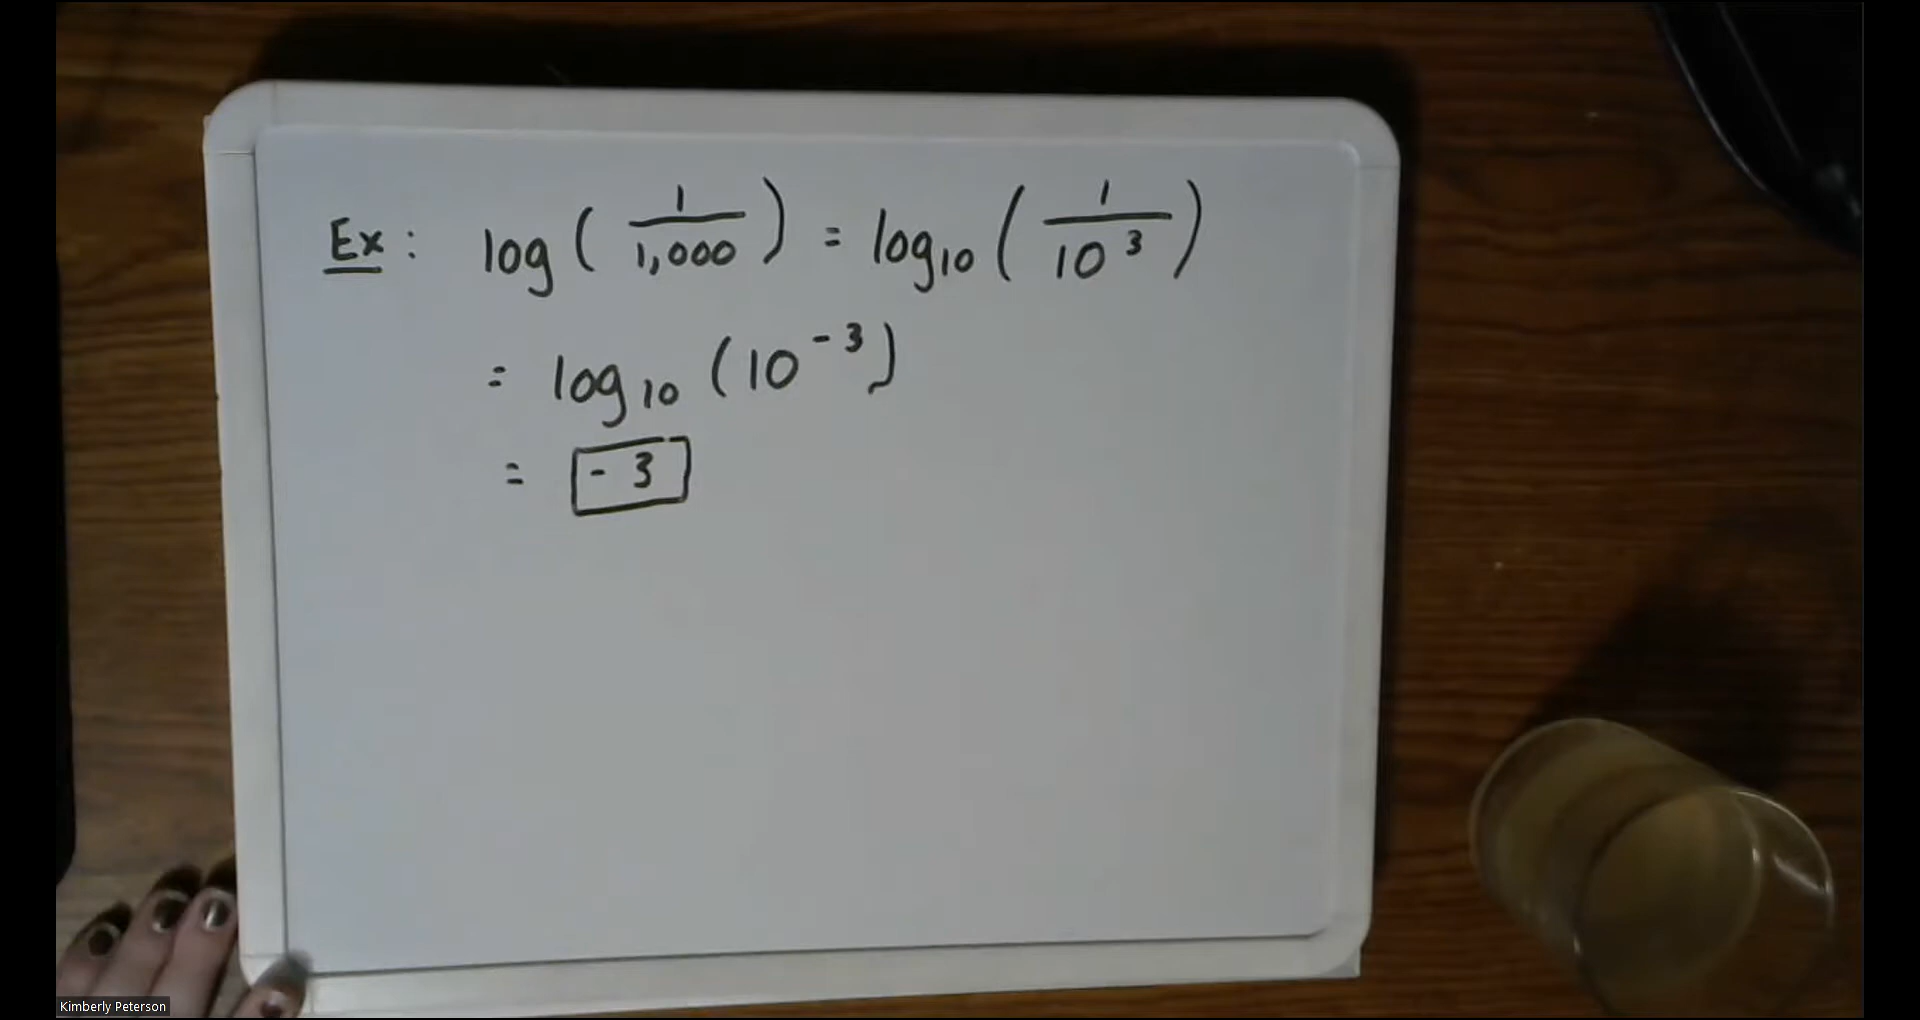 Ex: log(1/1,000) = log₁₀(1/10³)
= log₁₀(10⁻³)
= -3
Kimberly Peterson